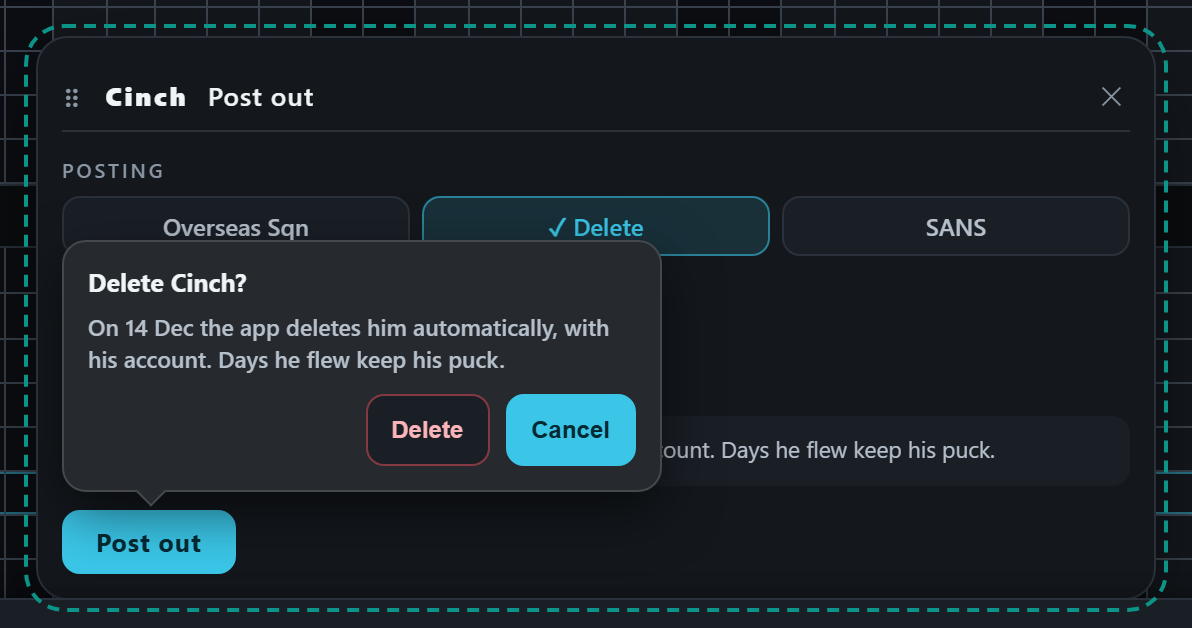 Cinch Post out
POSTING
Overseas Sqn
✓ Delete
SANS
Delete Cinch?
On 14 Dec the app deletes him automatically, with
his account. Days he flew keep his puck.
Delete
Cancel
Days he flew keep his puck.
Post out